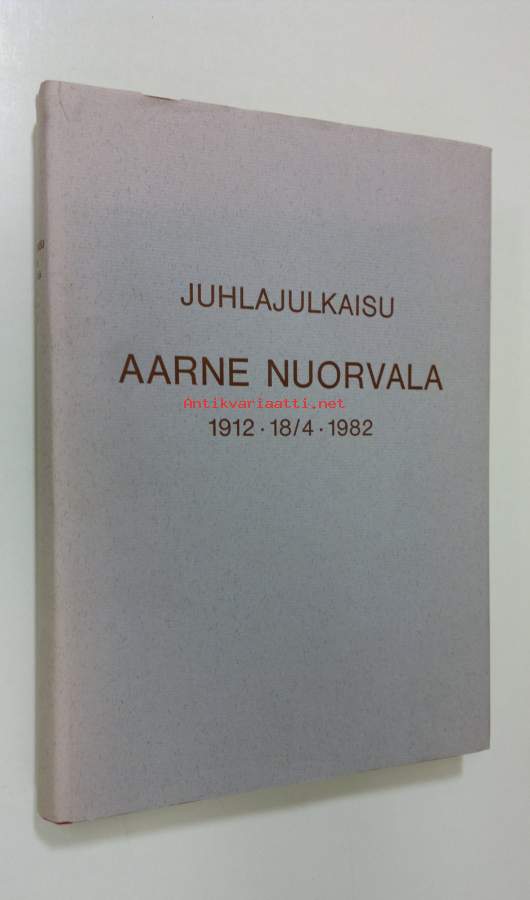 JUHLAJULKAISU
AARNE NUORVALA
Antikvariaatti.net
1912 · 18/4 · 1982